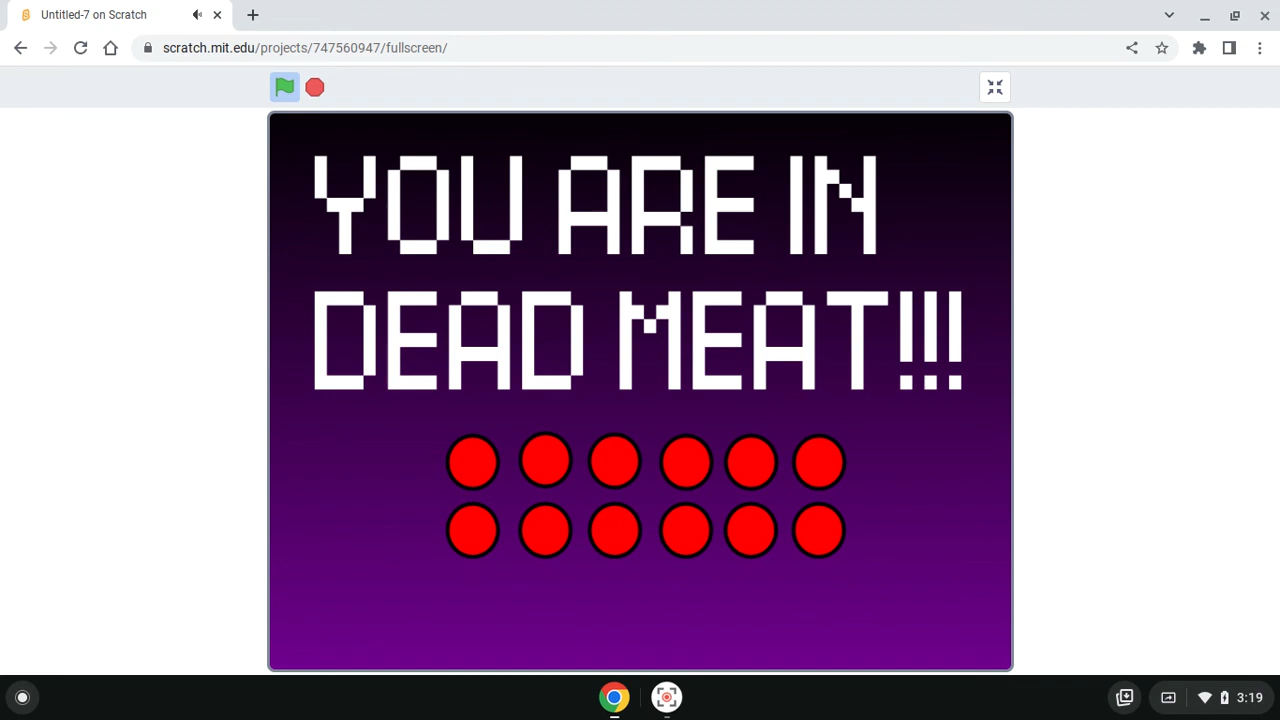 Untitled-7 on Scratch
scratch.mit.edu/projects/747560947/fullscreen/
YOU ARE IN
DEAD MEAT!!!
3:19